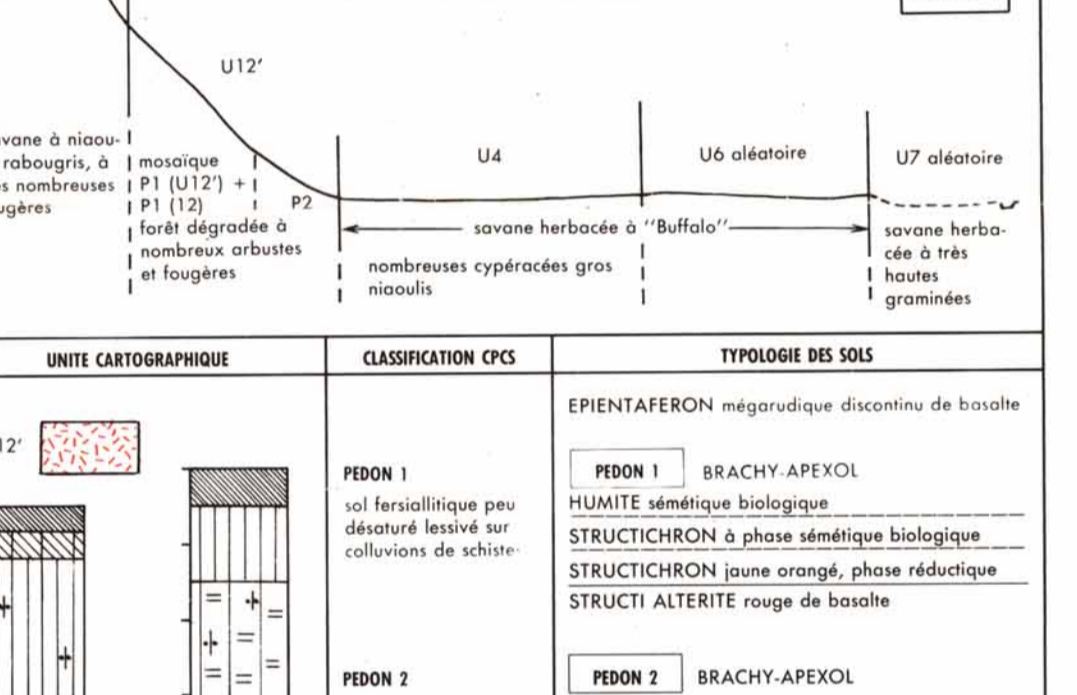 U12′
U4
U6 aléatoire
U7 aléatoire
rabougris, à
nombreuses
mosaïque
P1 (U12′) +
P1 (12)
P2
forêt dégradée à
nombreux arbustes
et fougères
savane herbacée à "Buffalo"
nombreuses cypéracées gros
niaoulis
savane herba-
cée à très
hautes
graminées
UNITE CARTOGRAPHIQUE
CLASSIFICATION CPCS
TYPOLOGIE DES SOLS
EPIENTAFERON mégarudique discontinu de basalte
12′
PEDON 1
sol fersiallitique peu
désaturé lessivé sur
colluvions de schiste
PEDON 1 BRACHY-APEXOL
HUMITE sémétique biologique
STRUCTICHRON à phase sémétique biologique
STRUCTICHRON jaune orangé, phase réductique
STRUCTI ALTERITE rouge de basalte
PEDON 2
PEDON 2 BRACHY-APEXOL